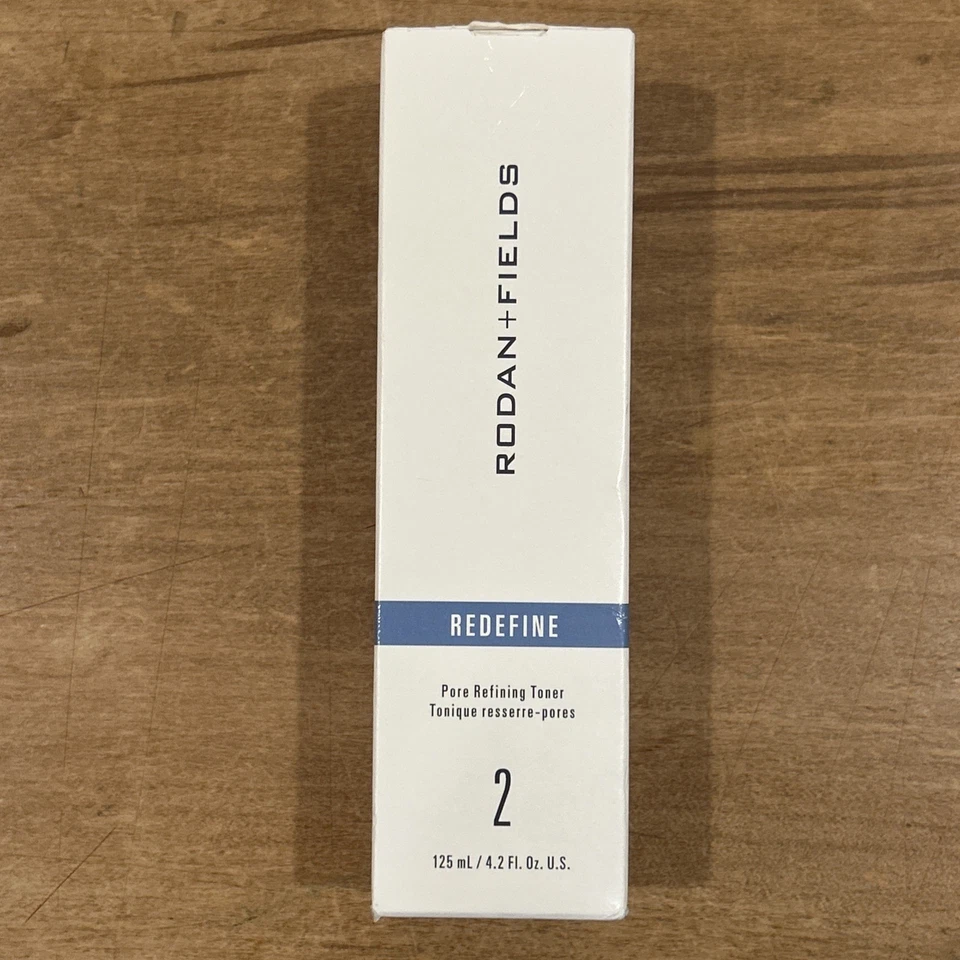 RODAN+FIELDS
REDEFINE
Pore Refining Toner
Tonique resserre-pores
2
125 mL / 4.2 Fl. Oz. U.S.